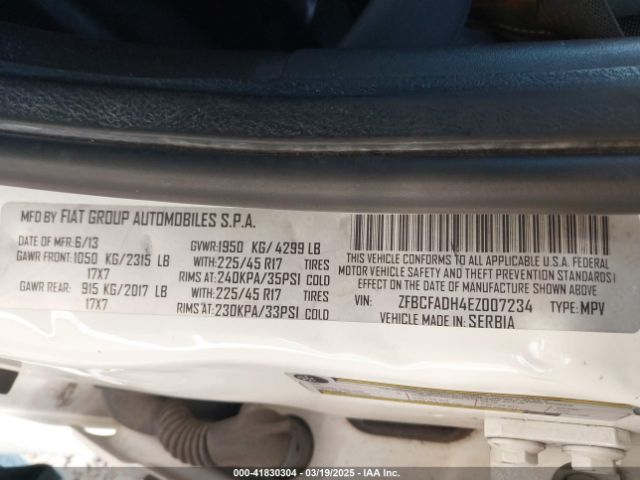 MFD BY FIAT GROUP AUTOMOBILES S.P.A.
DATE OF MFR: 6/13 GVWR: 1950 KG/ 4299 LB
GAWR FRONT: 1050 KG/2315 LB WITH: 225/45 R17 TIRES
17X7 RIMS AT: 240KPA/35PSI COLD
GAWR REAR: 915 KG/2017 LB WITH: 225/45 R17 TIRES
17X7 RIMS AT: 230KPA/33PSI COLD
THIS VEHICLE CONFORMS TO ALL APPLICABLE U.S.A. FEDERAL
MOTOR VEHICLE SAFETY AND THEFT PREVENTION STANDARDS I
EFFECT ON THE DATE OF MANUFACTURE SHOWN ABOVE
VIN: ZFBCFADH4EZ007234 TYPE: MPV
VEHICLE MADE IN: SERBIA
000-41830304 | 03/19/2025 - IAA Inc.